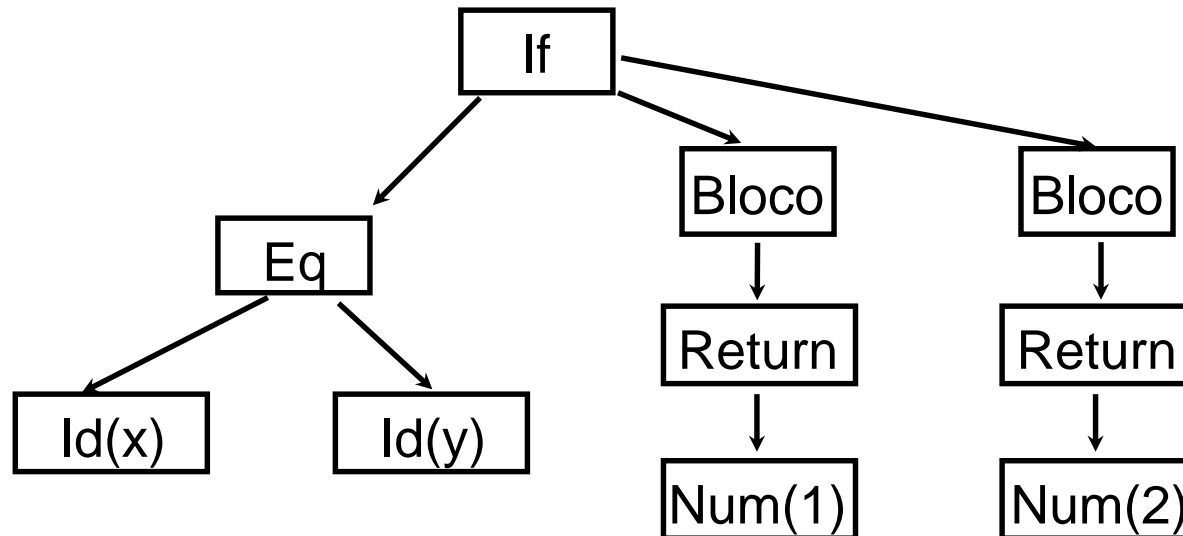 If
Bloco Bloco
Eq
Return Return
Id(x) Id(y)
Num(1) Num(2)